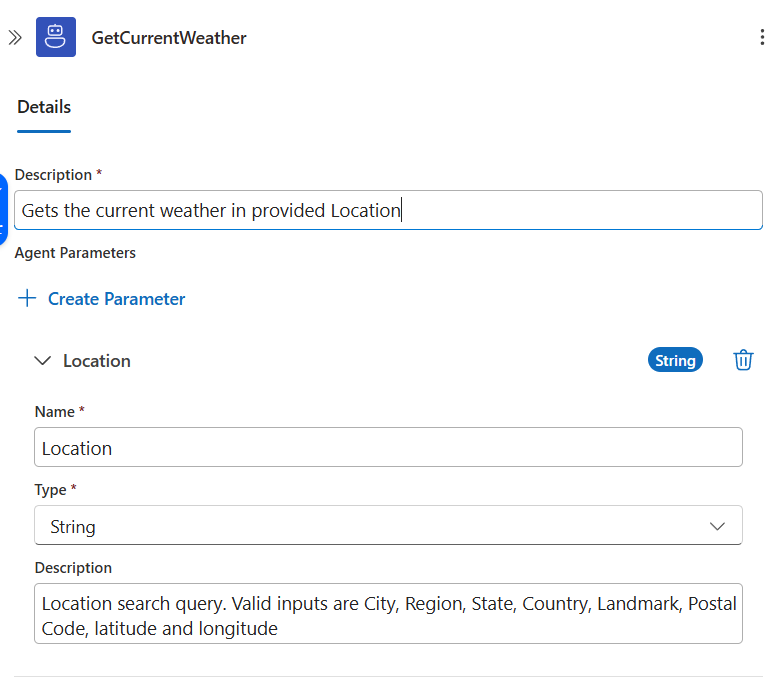 GetCurrentWeather
Details
Description *
Gets the current weather in provided Location
Agent Parameters
Create Parameter
Location
String
Name *
Location
Type *
String
Description
Location search query. Valid inputs are City, Region, State, Country, Landmark, Postal
Code, latitude and longitude